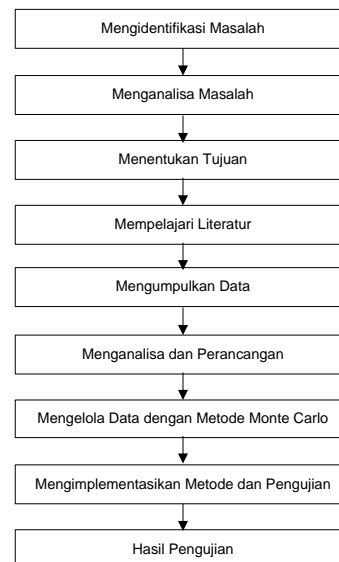 Mengidentifikasi Masalah
Menganalisa Masalah
Menentukan Tujuan
Mempelajari Literatur
Mengumpulkan Data
Menganalisa dan Perancangan
Mengelola Data dengan Metode Monte Carlo
Mengimplementasikan Metode dan Pengujian
Hasil Pengujian